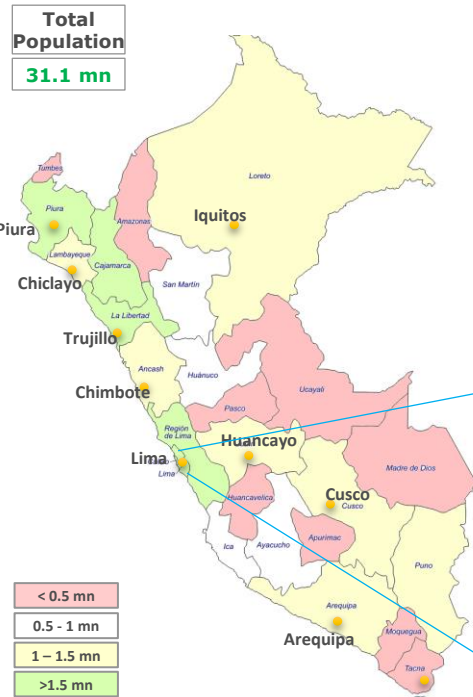 Total
Population
31.1 mn
Tumbes
Loreto
Piura
Amazonas
Iquitos
Piura
Lambayeque
Cajamarca
Chiclayo
San Martín
La Libertad
Trujillo
Ancash
Huánuco
Ucayali
Chimbote
Pasco
Región
de Lima
Huancayo
Lima
Lima
Madre de Dios
Huancavelica
Cusco
Cusco
Ica
Ayacucho
Apurimac
Puno
Arequipa
Arequipa
Moquegua
Tacna
< 0.5 mn
0.5 - 1 mn
1 – 1.5 mn
>1.5 mn